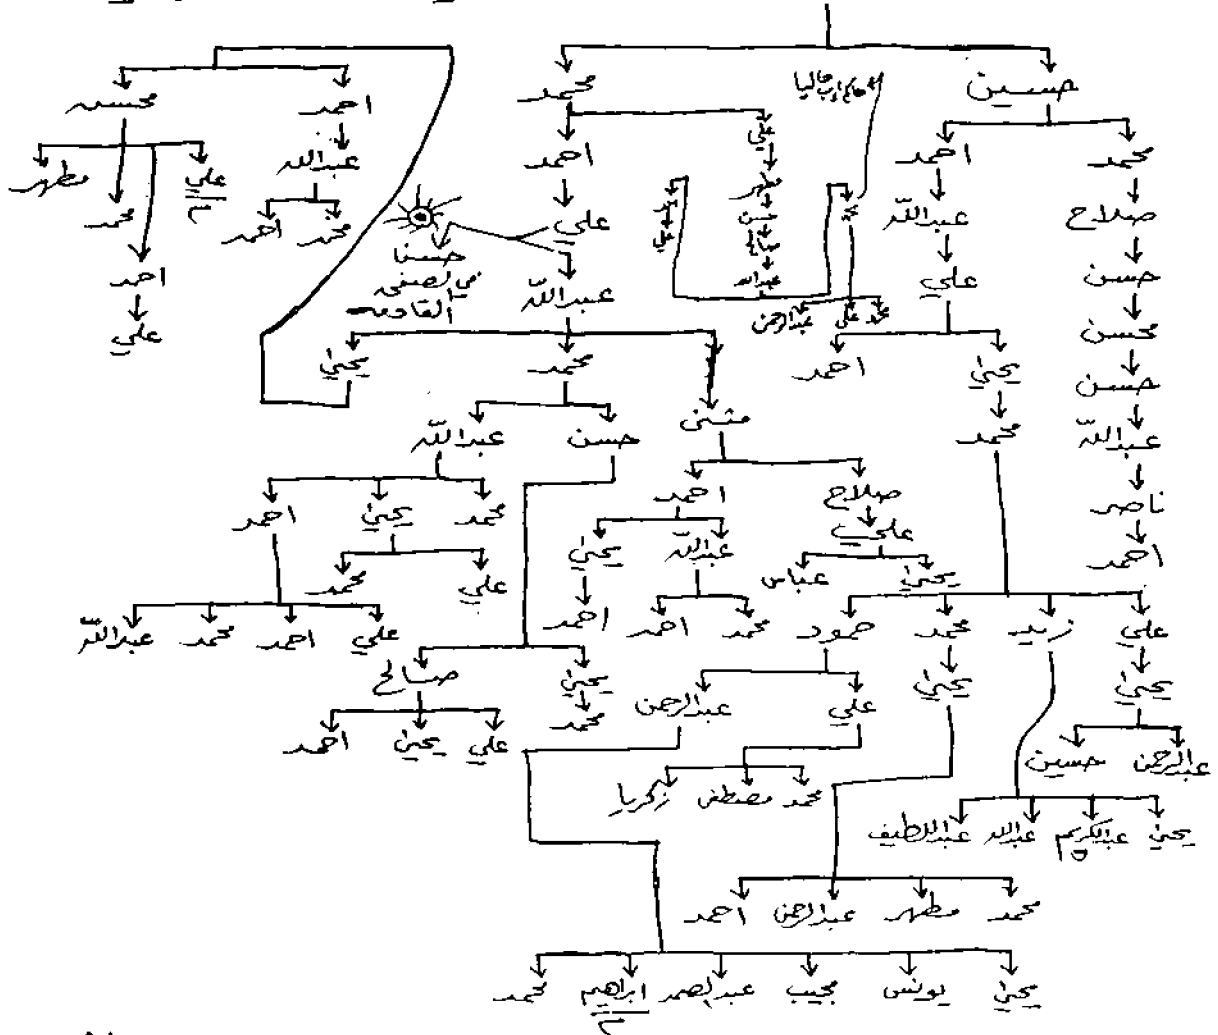 محمد
حسين
محسن
احمد
احمد
احمد
محمد
علي
مطهر
علي
عبدالله
محمد
احمد
محمد
علي
عبدالله
صلاح
احمد
حسنا
علي
حسن
علي
عبدالله
عبدالله
عبدالرحمن
علي
محمد
محسن
يحيى
محمد
احمد
يحيى
حسن
عبدالله
حسن
مثنى
محمد
عبدالله
احمد
يحيى
محمد
احمد
صلاح
ناصر
يحيى
عبدالله
علي
احمد
محمد
علي
عباس
يحيى
عبدالله
محمد
احمد
علي
احمد
احمد
محمد
حمود
محمد
زيد
علي
صالح
يحيى
محمد
عبدالرحمن
علي
يحيى
يحيى
احمد
يحيى
علي
حسين
عبدالرحمن
زكريا
مصطفى
محمد
عبداللطيف
عبدالله
عبدالكريم
يحيى
احمد
عبدالرحمن
مطهر
محمد
محمد
ابراهيم
عبدالصمد
مجيب
يونس
يحيى